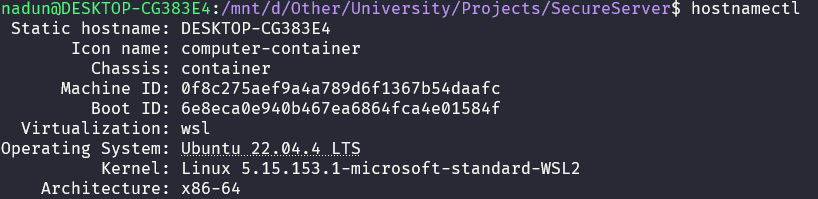 nadun@DESKTOP-CG383E4:/mnt/d/Other/University/Projects/SecureServer$ hostnamectl
Static hostname: DESKTOP-CG383E4
Icon name: computer-container
Chassis: container
Machine ID: 0f8c275aef9a4a789d6f1367b54daafc
Boot ID: 6e8eca0e940b467ea6864fca4e01584f
Virtualization: wsl
Operating System: Ubuntu 22.04.4 LTS
Kernel: Linux 5.15.153.1-microsoft-standard-WSL2
Architecture: x86-64